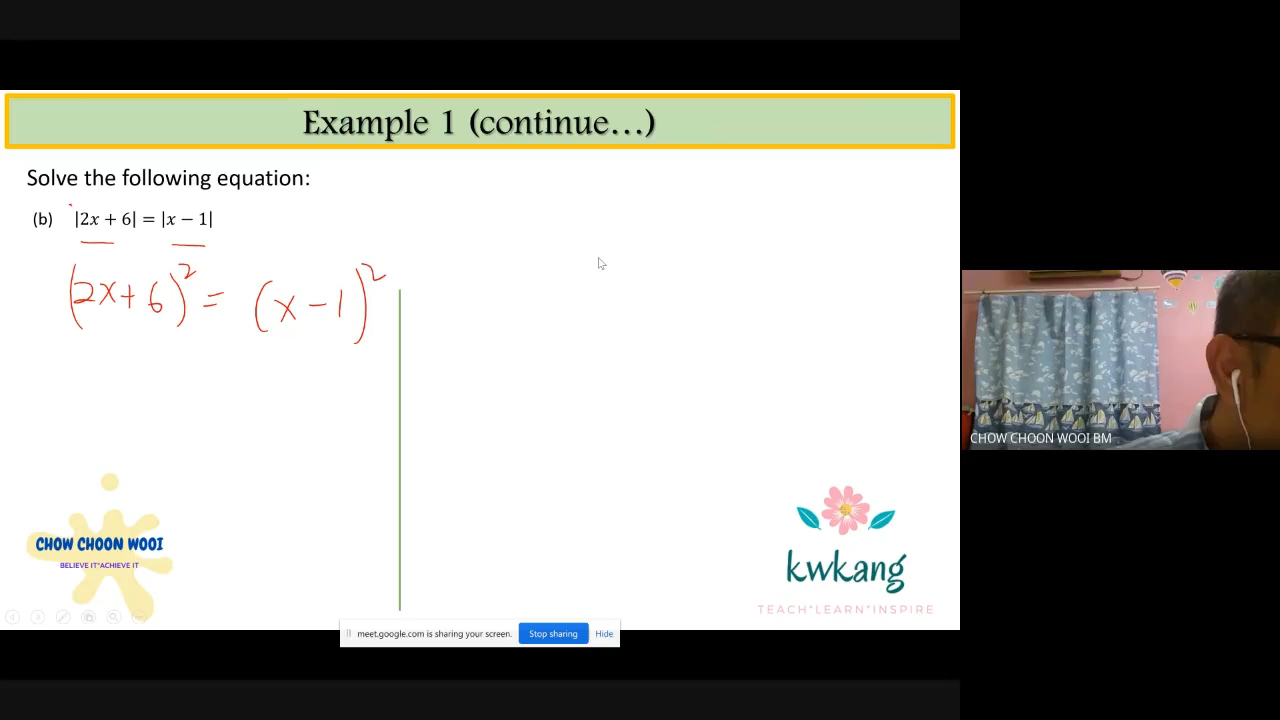 Example 1 (continue...)
Solve the following equation:
(b) |2x + 6| = |x − 1|
(2x+6)² = (x−1)²
CHOW CHOON WOOI BM
CHOW CHOON WOOI
BELIEVE IT*ACHIEVE IT
kwkang
TEACH*LEARN*INSPIRE
meet.google.com is sharing your screen. Stop sharing Hide